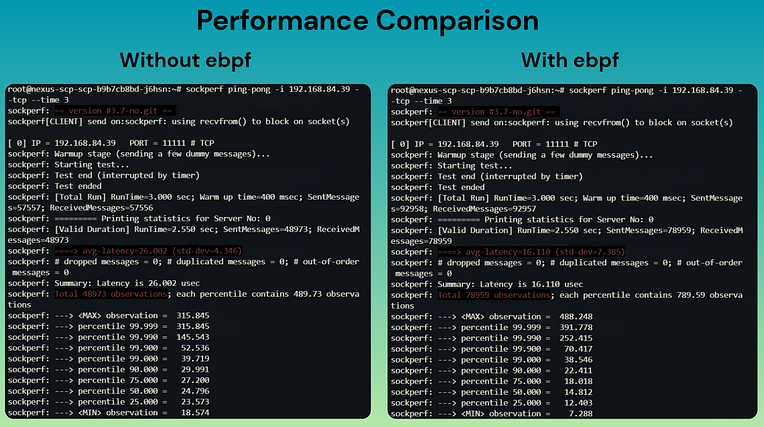 Performance Comparison
Without ebpf
root@nexus-scp-scp-b9b7cb8bd-j6hsn:~# sockperf ping-pong -i 192.168.84.39 -
-tcp --time 3
sockperf: == version #3.7-no.git ==
sockperf[CLIENT] send on:sockperf: using recvfrom() to block on socket(s)
[ 0] IP = 192.168.84.39 PORT = 11111 # TCP
sockperf: Warmup stage (sending a few dummy messages)...
sockperf: Starting test...
sockperf: Test end (interrupted by timer)
sockperf: Test ended
sockperf: [Total Run] RunTime=3.000 sec; Warm up time=400 msec; SentMessage
s=57557; ReceivedMessages=57556
sockperf: ========= Printing statistics for Server No: 0
sockperf: [Valid Duration] RunTime=2.550 sec; SentMessages=48973; ReceivedM
essages=48973
sockperf: ====> avg-latency=26.002 (std-dev=4.346)
sockperf: # dropped messages = 0; # duplicated messages = 0; # out-of-order
messages = 0
sockperf: Summary: Latency is 26.002 usec
sockperf: Total 48973 observations; each percentile contains 489.73 observa
tions
sockperf: ---> <MAX> observation = 315.845
sockperf: ---> percentile 99.999 = 315.845
sockperf: ---> percentile 99.990 = 145.543
sockperf: ---> percentile 99.900 = 52.536
sockperf: ---> percentile 99.000 = 39.719
sockperf: ---> percentile 90.000 = 29.991
sockperf: ---> percentile 75.000 = 27.200
sockperf: ---> percentile 50.000 = 24.796
sockperf: ---> percentile 25.000 = 23.573
sockperf: ---> <MIN> observation = 18.574
With ebpf
root@nexus-scp-scp-b9b7cb8bd-j6hsn:~# sockperf ping-pong -i 192.168.84.39 -
-tcp --time 3
sockperf: == version #3.7-no.git ==
sockperf[CLIENT] send on:sockperf: using recvfrom() to block on socket(s)
[ 0] IP = 192.168.84.39 PORT = 11111 # TCP
sockperf: Warmup stage (sending a few dummy messages)...
sockperf: Starting test...
sockperf: Test end (interrupted by timer)
sockperf: Test ended
sockperf: [Total Run] RunTime=3.000 sec; Warm up time=400 msec; SentMessage
s=92958; ReceivedMessages=92957
sockperf: ========= Printing statistics for Server No: 0
sockperf: [Valid Duration] RunTime=2.550 sec; SentMessages=78959; ReceivedM
essages=78959
sockperf: ====> avg-latency=16.110 (std-dev=7.385)
sockperf: # dropped messages = 0; # duplicated messages = 0; # out-of-order
messages = 0
sockperf: Summary: Latency is 16.110 usec
sockperf: Total 78959 observations; each percentile contains 789.59 observa
tions
sockperf: ---> <MAX> observation = 488.248
sockperf: ---> percentile 99.999 = 391.778
sockperf: ---> percentile 99.990 = 252.415
sockperf: ---> percentile 99.900 = 70.417
sockperf: ---> percentile 99.000 = 38.546
sockperf: ---> percentile 90.000 = 22.411
sockperf: ---> percentile 75.000 = 18.018
sockperf: ---> percentile 50.000 = 14.812
sockperf: ---> percentile 25.000 = 12.403
sockperf: ---> <MIN> observation = 7.288